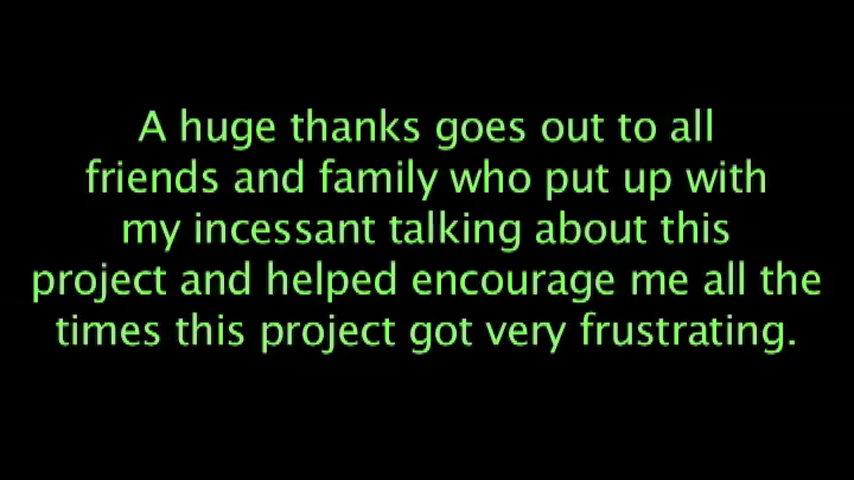 A huge thanks goes out to all
friends and family who put up with
my incessant talking about this
project and helped encourage me all the
times this project got very frustrating.